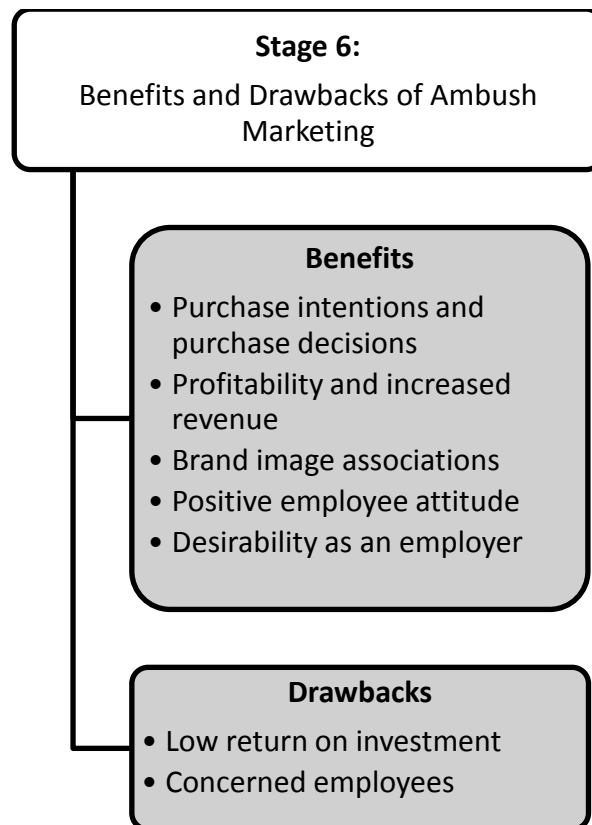 Stage 6:
Benefits and Drawbacks of Ambush
Marketing
Benefits
• Purchase intentions and
purchase decisions
• Profitability and increased
revenue
• Brand image associations
• Positive employee attitude
• Desirability as an employer
Drawbacks
• Low return on investment
• Concerned employees